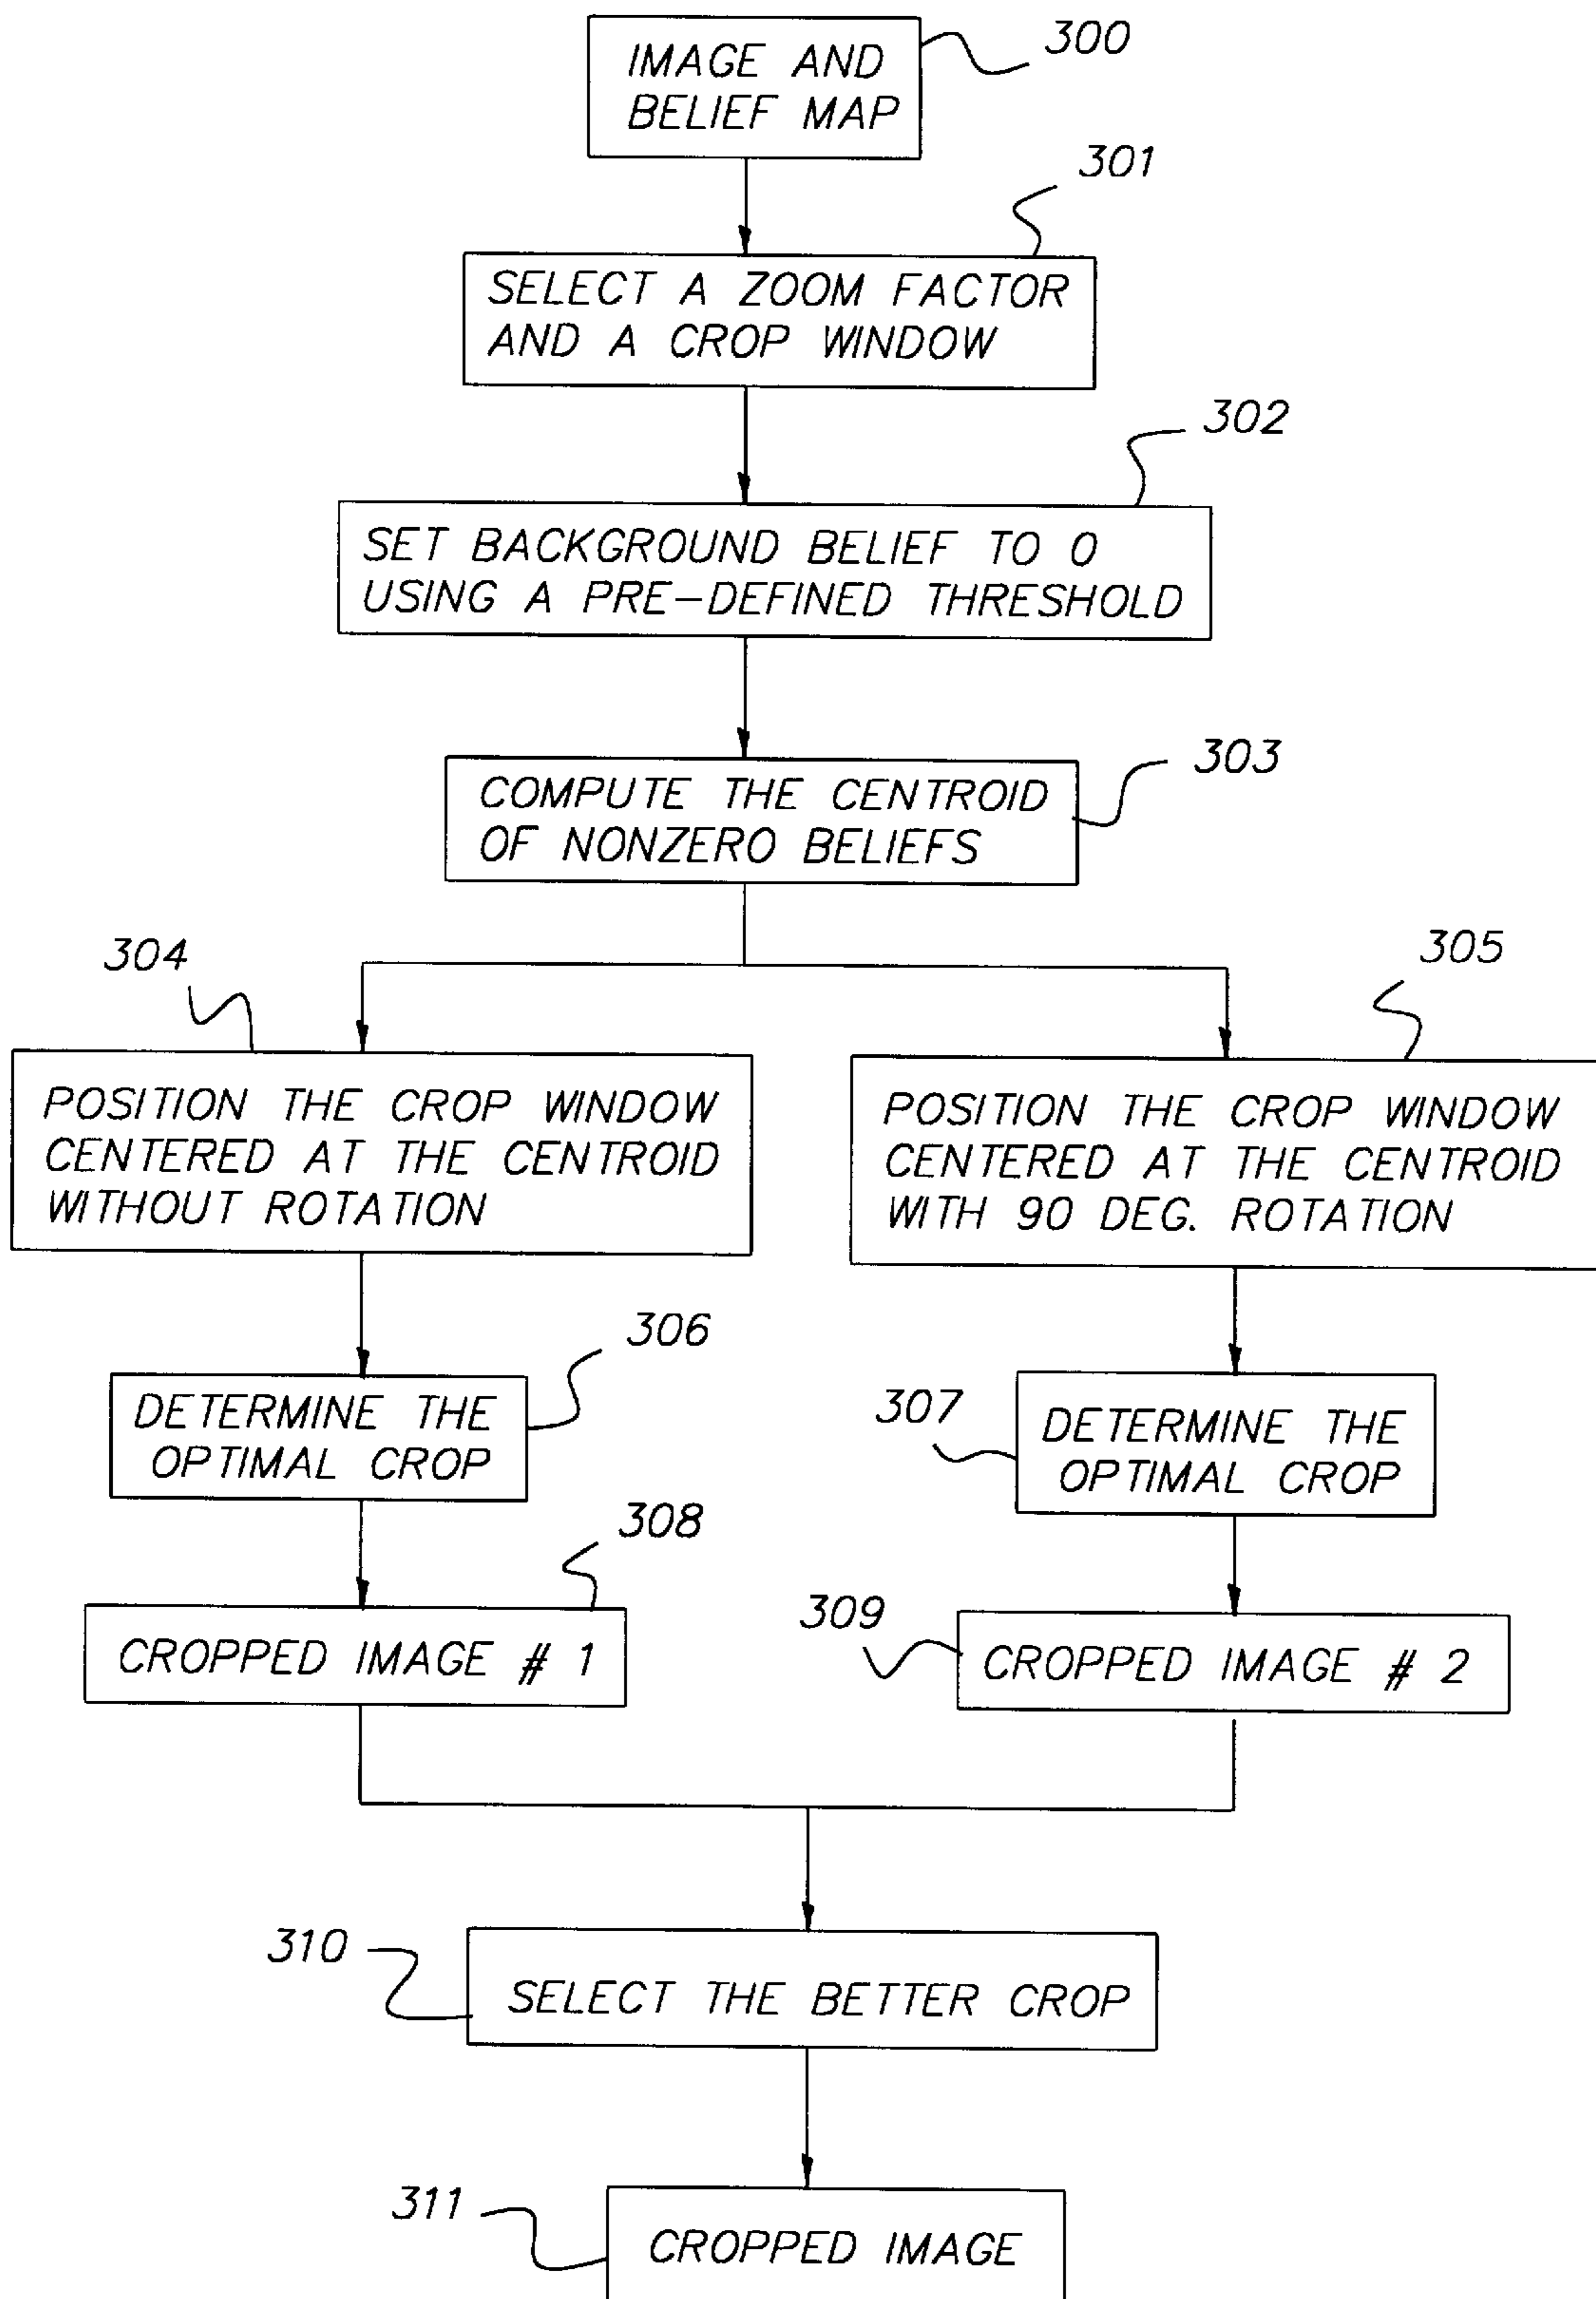 300
IMAGE AND
BELIEF MAP
301
SELECT A ZOOM FACTOR
AND A CROP WINDOW
302
SET BACKGROUND BELIEF TO 0
USING A PRE-DEFINED THRESHOLD
303
COMPUTE THE CENTROID
OF NONZERO BELIEFS
304
305
POSITION THE CROP WINDOW
CENTERED AT THE CENTROID
WITHOUT ROTATION
POSITION THE CROP WINDOW
CENTERED AT THE CENTROID
WITH 90 DEG. ROTATION
306
DETERMINE THE
OPTIMAL CROP
307
DETERMINE THE
OPTIMAL CROP
308
CROPPED IMAGE # 1
309
CROPPED IMAGE # 2
310
SELECT THE BETTER CROP
311
CROPPED IMAGE